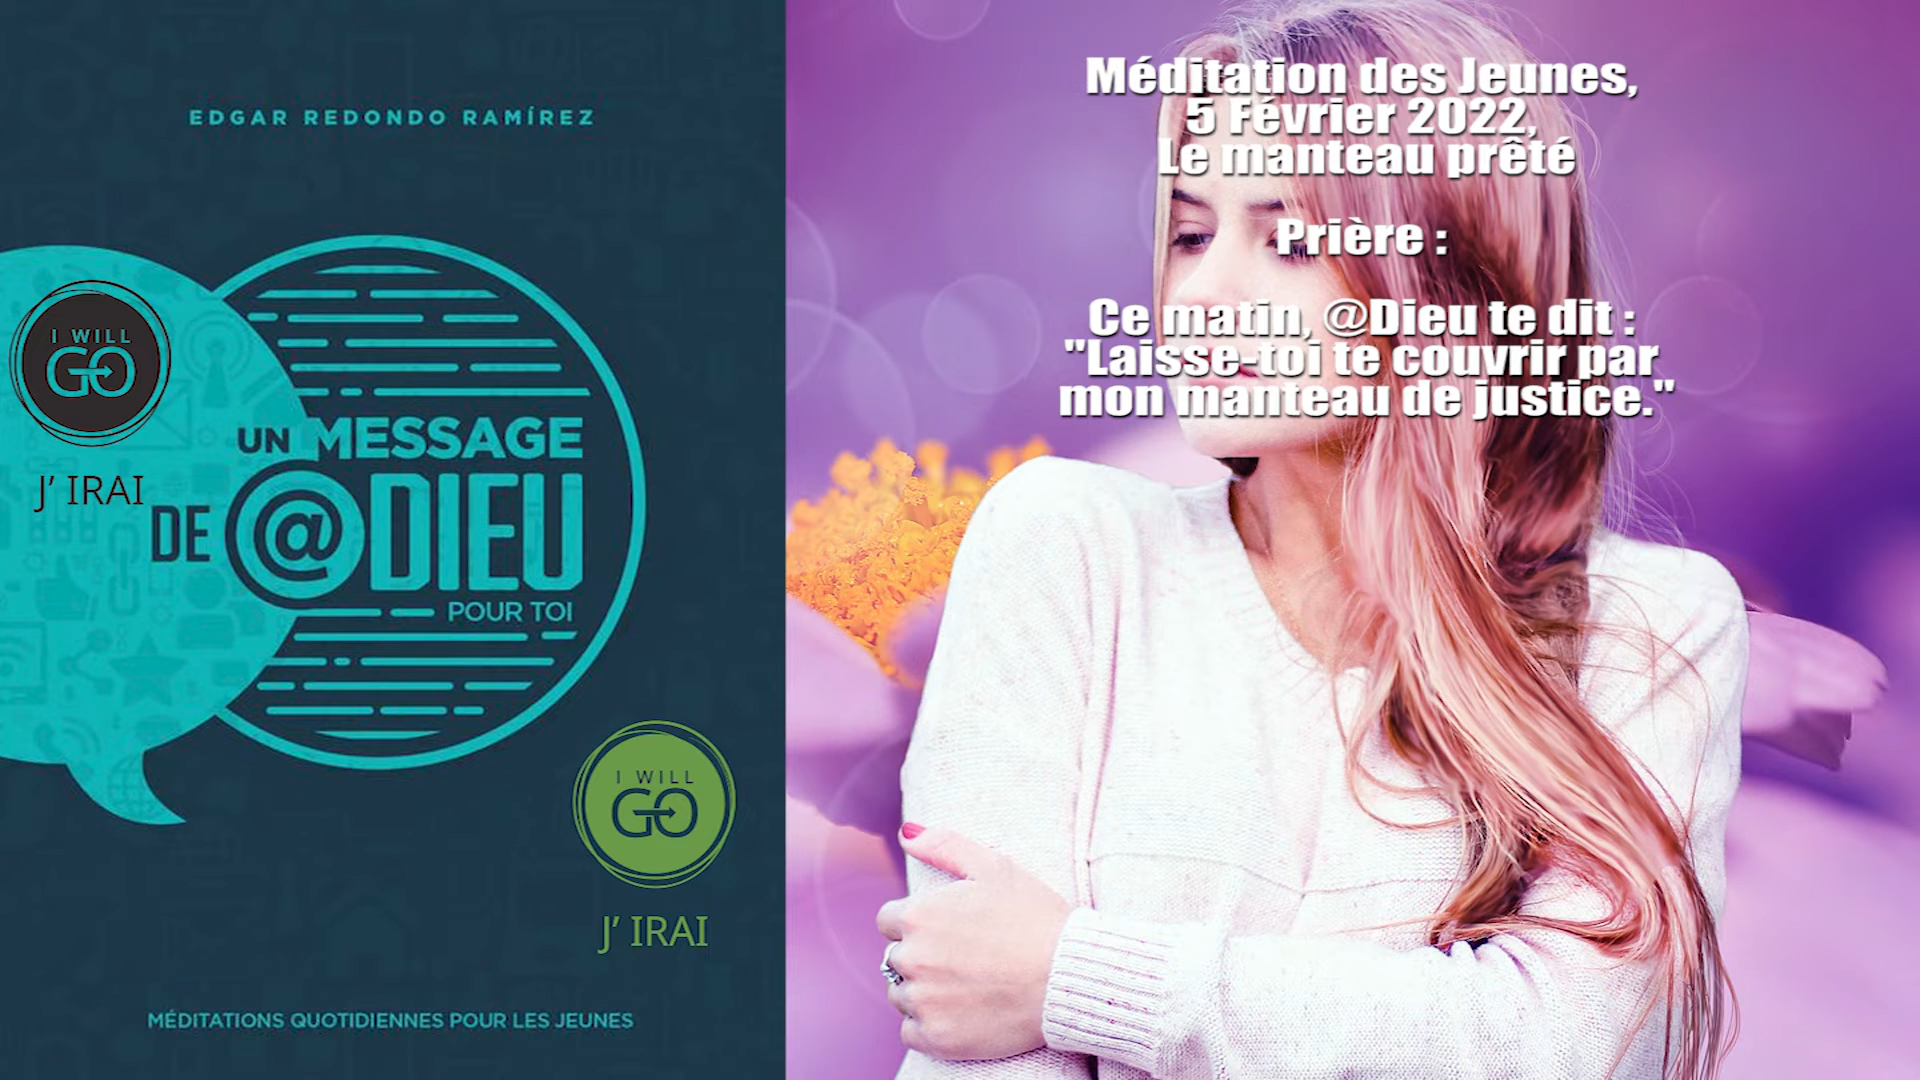 EDGAR REDONDO RAMÍREZ
I WILL
GO
J' IRAI
UN MESSAGE
DE @DIEU
POUR TOI
I WILL
GO
J' IRAI
MÉDITATIONS QUOTIDIENNES POUR LES JEUNES
Méditation des Jeunes,
5 Février 2022,
Le manteau prêté
Prière :
Ce matin, @Dieu te dit :
"Laisse-toi te couvrir par
mon manteau de justice."